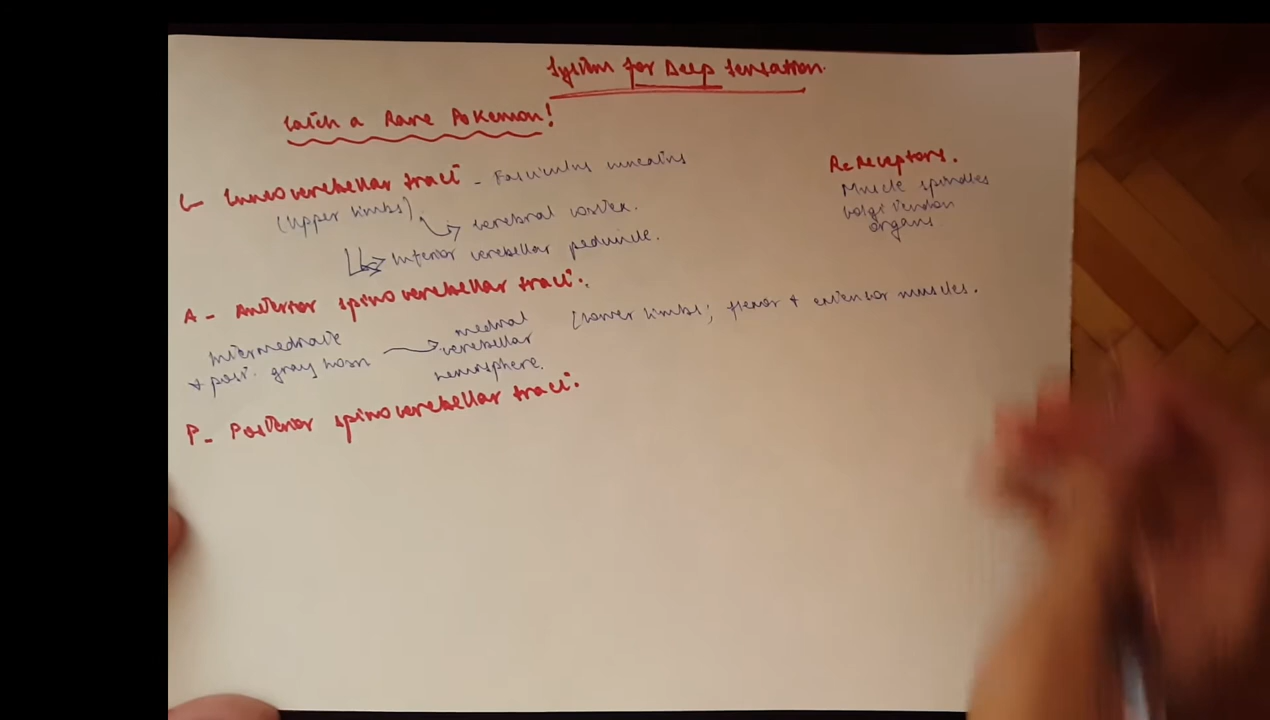 System for Deep Sensation.
Catch a Rare Pokemon!
C- Cuneocerebellar tract - Fasciculus cuneatus
(Upper limbs)
cerebral cortex.
Inferior cerebellar peduncle.
R-Receptors.
Muscle spindles
Golgi tendon
organs
A- Anterior spinocerebellar tract.
(Lower limbs; flexor + extensor muscles.
Intermediate
+ post. gray horn
medial
cerebellar
hemisphere.
P- Posterior spinocerebellar tract.